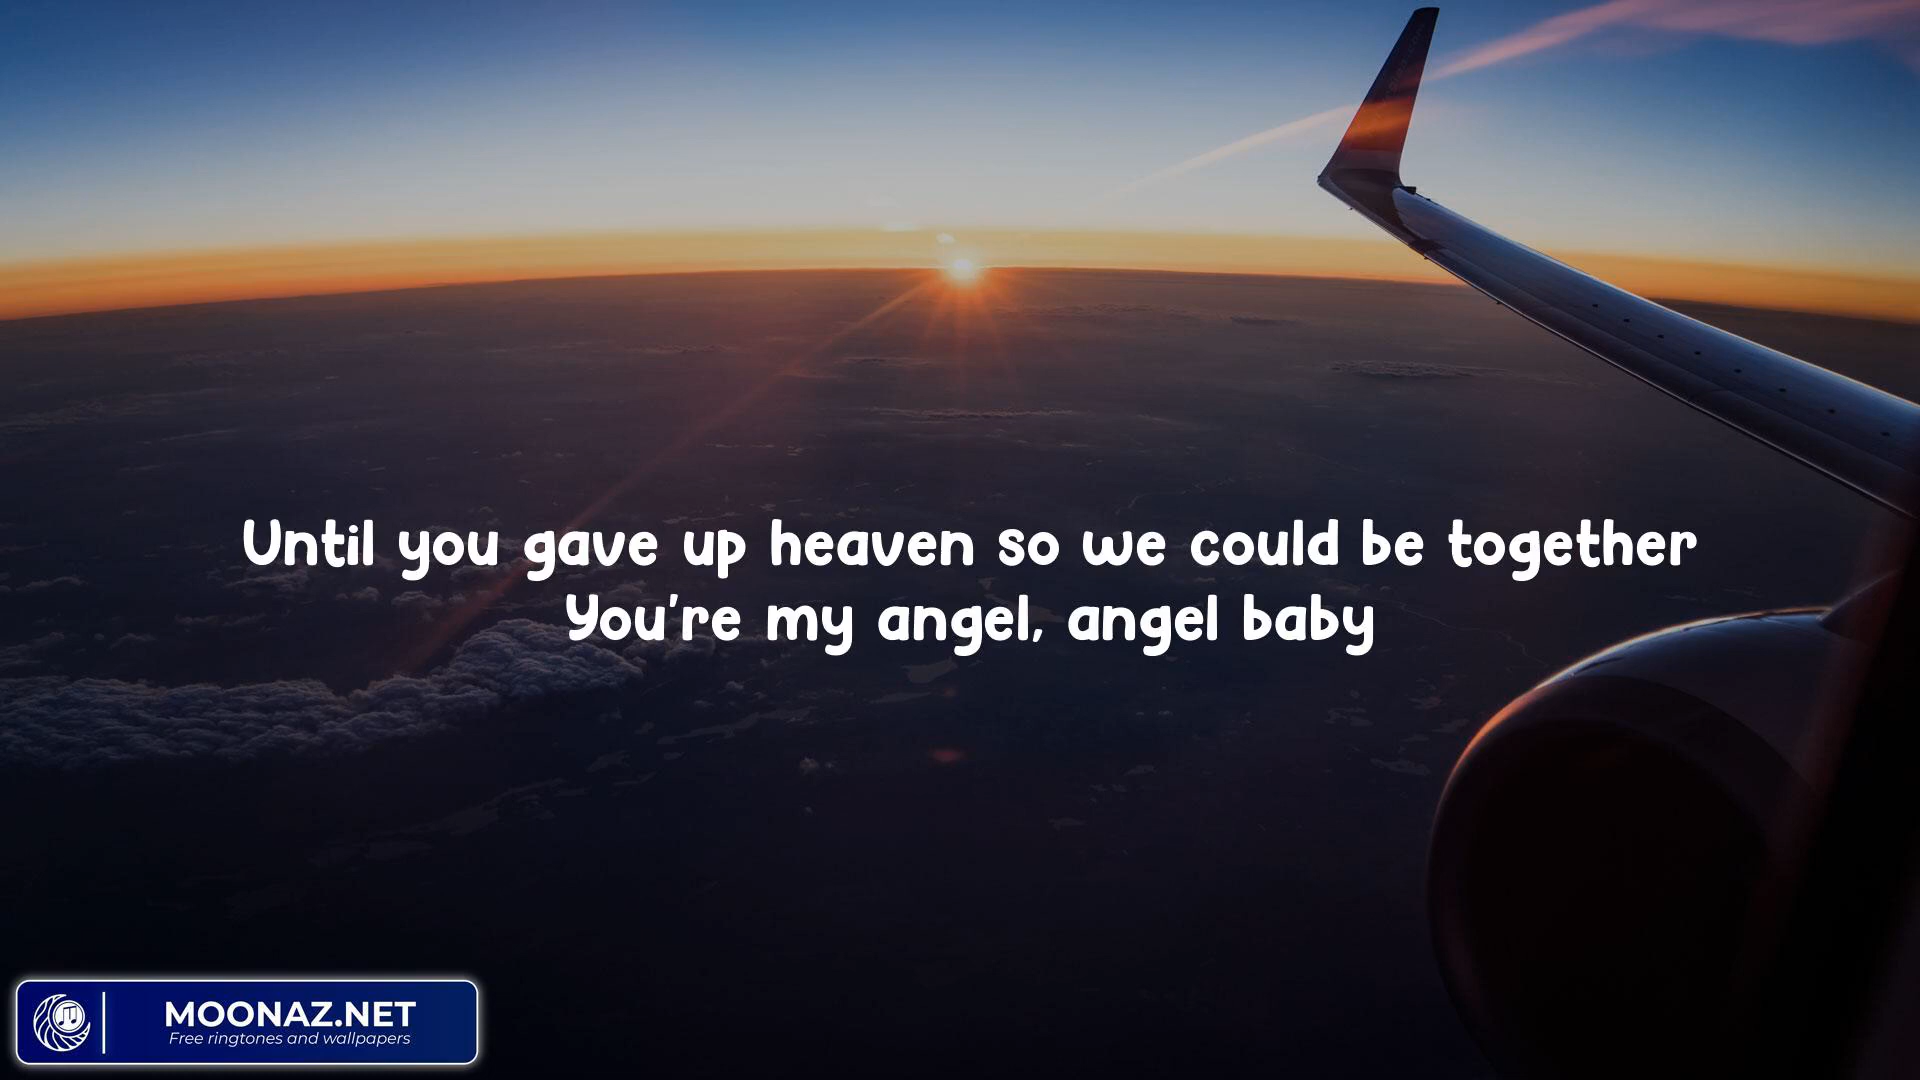 Until you gave up heaven so we could be together
You're my angel, angel baby
MOONAZ.NET
Free ringtones and wallpapers